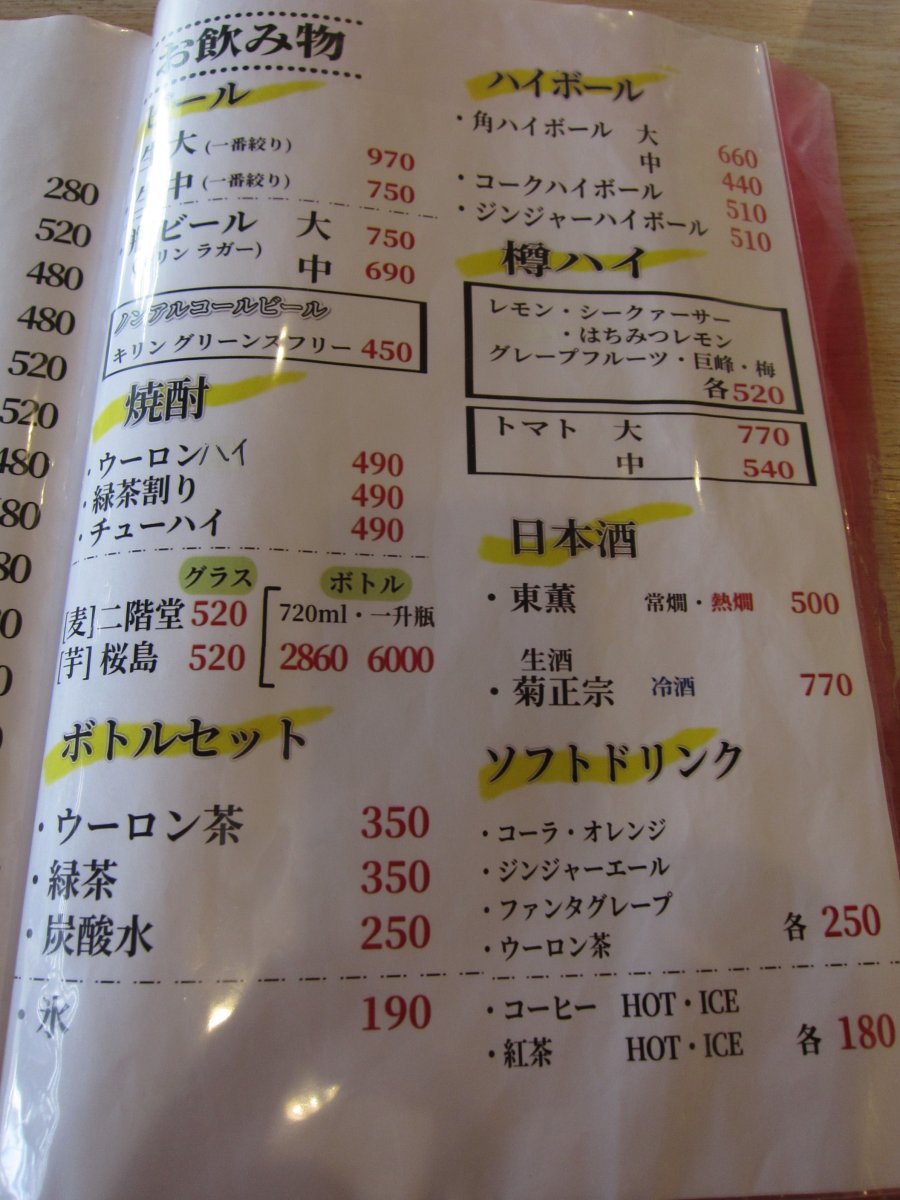 280
520
480
480
520
520
480
80
80
0
お飲み物
ビール
生大 (一番絞り) 970
生中 (一番絞り) 750
ビール 大 750
リン ラガー)
中 690
ノンアルコールビール
キリン グリーンズフリー 450
焼酎
・ウーロンハイ 490
・緑茶割り 490
・チューハイ 490
グラス ボトル
720ml・一升瓶
[麦]二階堂 520
[芋] 桜島 520 2860 6000
ボトルセット
・ウーロン茶 350
・緑茶 350
・炭酸水 250
・氷 190
ハイボール
・角ハイボール 大 660
中 440
・コークハイボール 510
・ジンジャーハイボール 510
樽ハイ
レモン・シークァーサー
・はちみつレモン
グレープフルーツ・巨峰・梅
各520
トマト 大 770
中 540
日本酒
・東薫 常燗・熱燗 500
生酒
・菊正宗 冷酒 770
ソフトドリンク
・コーラ・オレンジ
・ジンジャーエール
・ファンタグレープ
・ウーロン茶 各 250
・コーヒー HOT・ICE
・紅茶 HOT・ICE 各 180